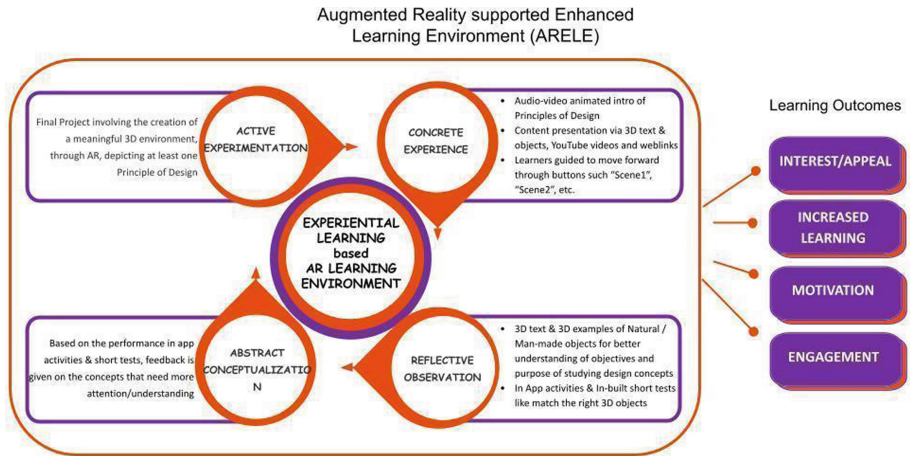 Augmented Reality supported Enhanced
Learning Environment (ARELE)
Final Project involving the creation of
a meaningful 3D environment,
through AR, depicting at least one
Principle of Design
ACTIVE
EXPERIMENTATION
CONCRETE
EXPERIENCE
• Audio-video animated intro of
Principles of Design
• Content presentation via 3D text &
objects, YouTube videos and weblinks
• Learners guided to move forward
through buttons such “Scene1”,
“Scene2”, etc.
EXPERIENTIAL
LEARNING
based
AR LEARNING
ENVIRONMENT
Based on the performance in app
activities & short tests, feedback is
given on the concepts that need more
attention/understanding
ABSTRACT
CONCEPTUALIZATIO
N
REFLECTIVE
OBSERVATION
• 3D text & 3D examples of Natural /
Man-made objects for better
understanding of objectives and
purpose of studying design concepts
• In App activities & In-built short tests
like match the right 3D objects
Learning Outcomes
INTEREST/APPEAL
INCREASED
LEARNING
MOTIVATION
ENGAGEMENT